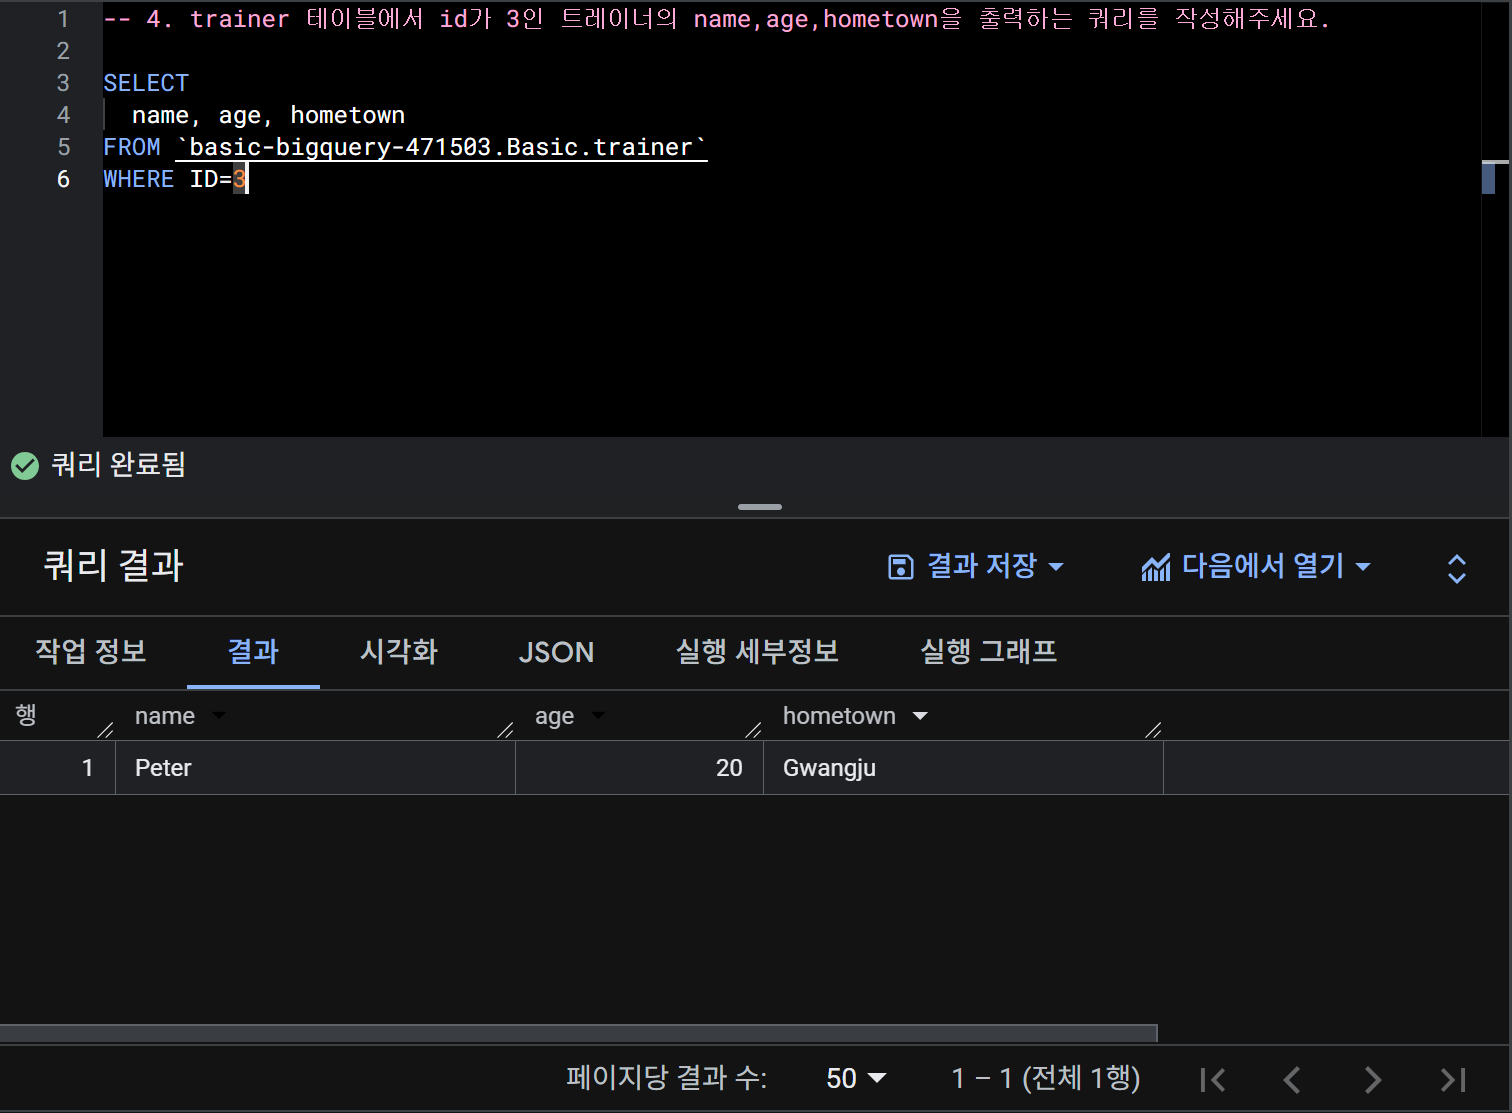 1 -- 4. trainer 테이블에서 id가 3인 트레이너의 name,age,hometown을 출력하는 쿼리를 작성해주세요.
2
3 SELECT
4 name, age, hometown
5 FROM `basic-bigquery-471503.Basic.trainer`
6 WHERE ID=3
쿼리 완료됨
쿼리 결과 결과 저장 다음에서 열기
작업 정보 결과 시각화 JSON 실행 세부정보 실행 그래프
행 name age hometown
1 Peter 20 Gwangju
페이지당 결과 수: 50 1 – 1 (전체 1행)